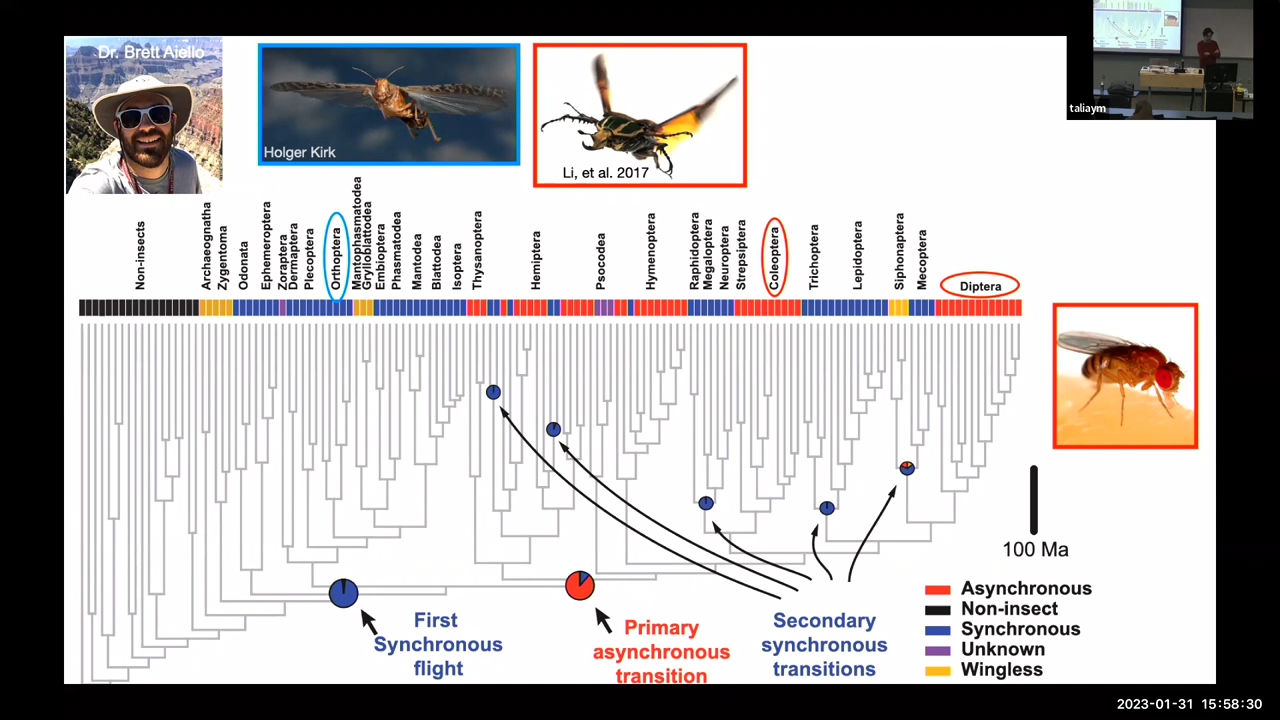 Dr. Brett Aiello
Holger Kirk
Li, et al. 2017
taliaym
Non-insects
Archaeognatha
Zygentoma
Odonata
Ephemeroptera
Zoraptera
Dermaptera
Plecoptera
Orthoptera
Mantophasmatodea
Grylloblattodea
Embioptera
Phasmatodea
Mantodea
Blattodea
Isoptera
Thysanoptera
Hemiptera
Psocodea
Hymenoptera
Raphidioptera
Megaloptera
Neuroptera
Strepsiptera
Coleoptera
Trichoptera
Lepidoptera
Siphonaptera
Mecoptera
Diptera
100 Ma
First
Synchronous
flight
Primary
asynchronous
transition
Secondary
synchronous
transitions
Asynchronous
Non-insect
Synchronous
Unknown
Wingless
2023-01-31 15:58:30